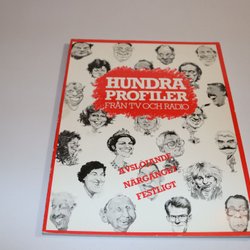 HUNDRA
PROFILER
FRÅN TV OCH RADIO
AVSLÖJANDE
NÄRGÅNGET
FESTLIGT